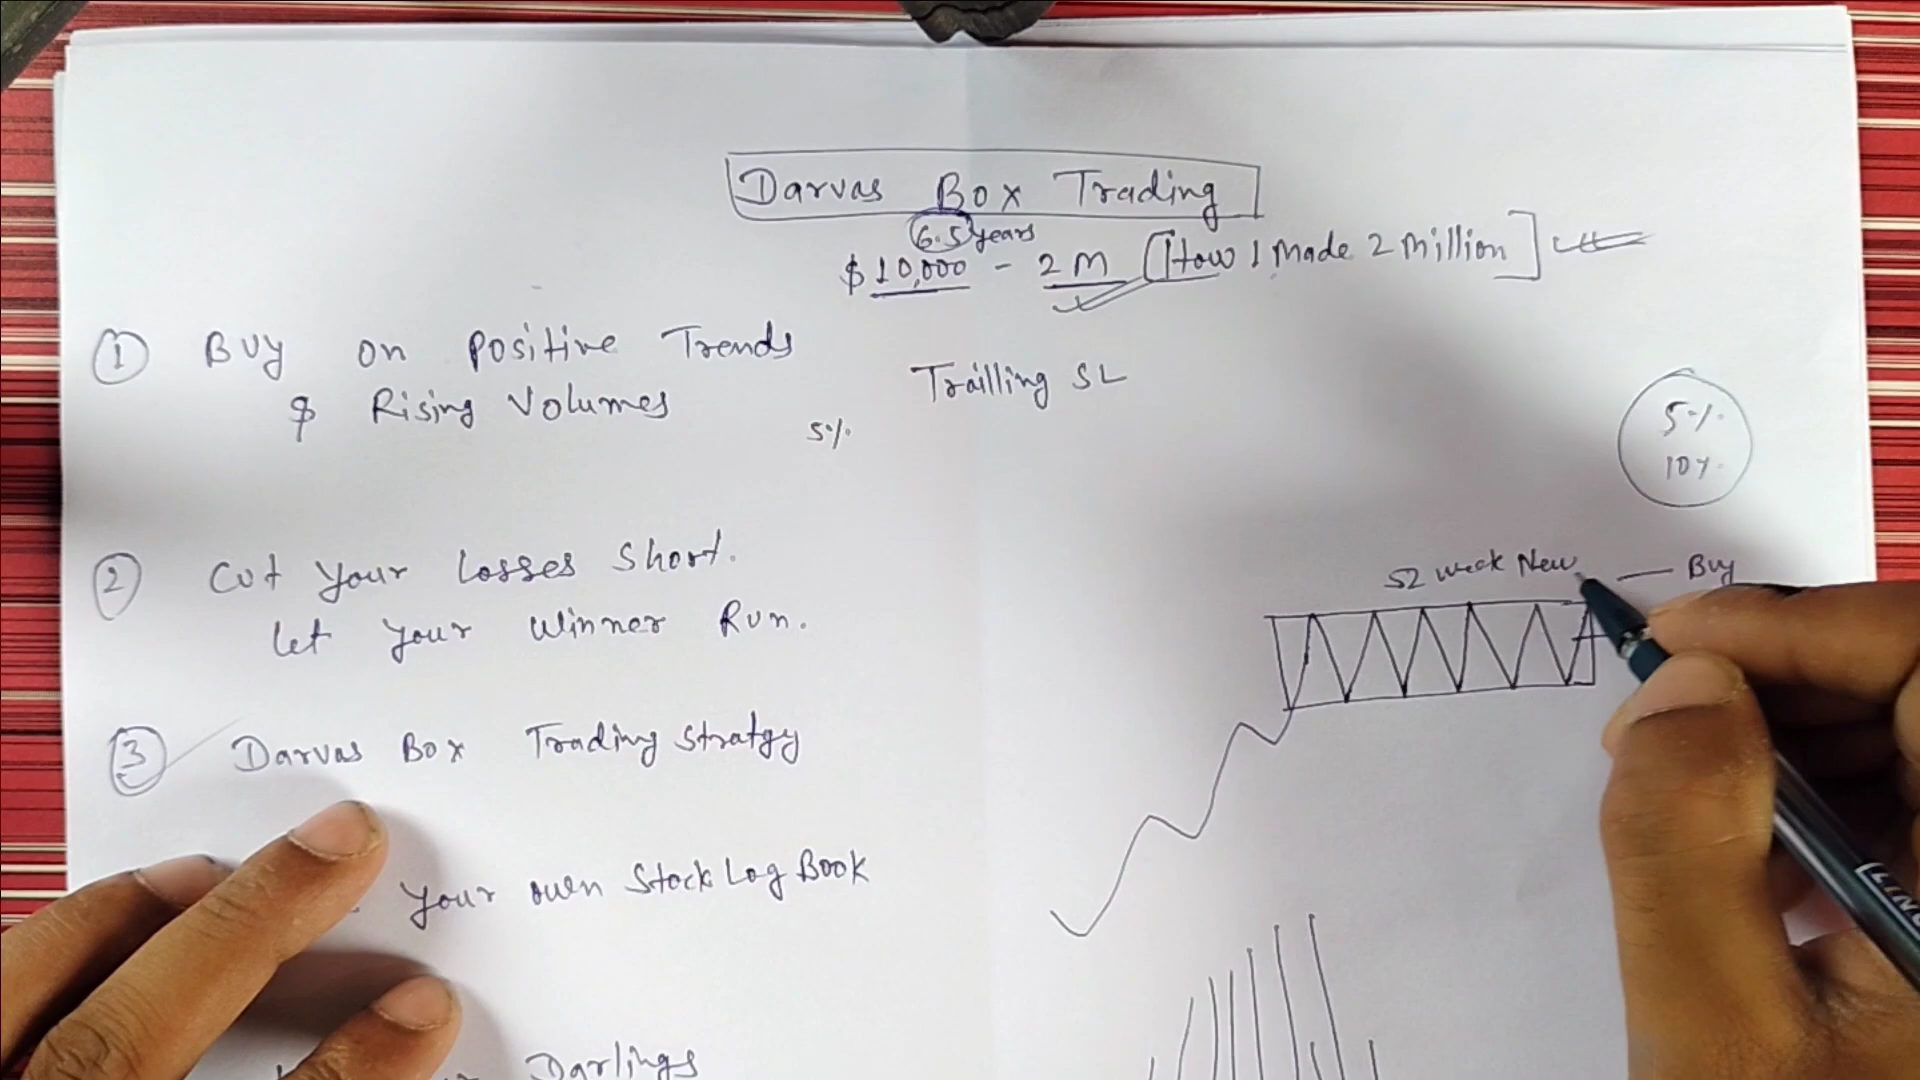 Darvas Box Trading
6.5 years
$10,000 - 2M [How I Made 2 Million]
① Buy on Positive Trends
& Rising Volumes
5%
Trailling SL
5%
10%
② Cut Your Losses Short.
Let Your Winner Run.
52 week New — Buy
③ Darvas Box Trading Stratgy
Your own Stock Log Book
Darlings